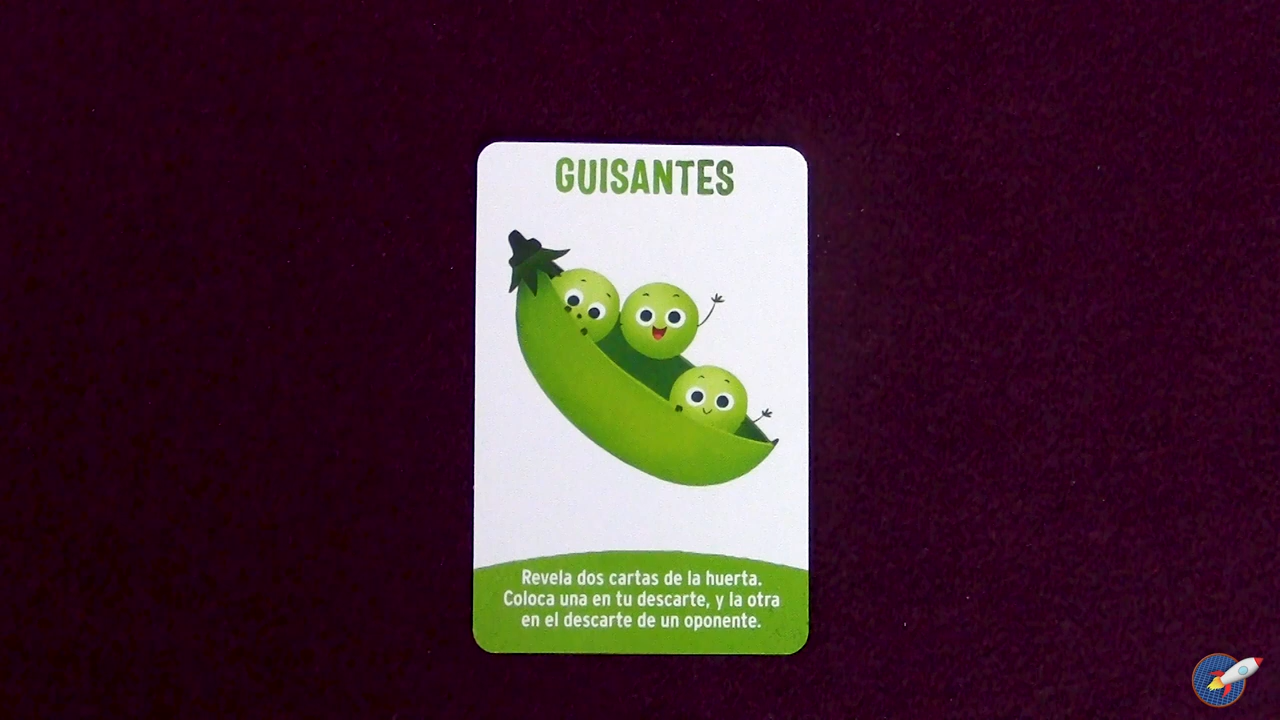 GUISANTES
Revela dos cartas de la huerta.
Coloca una en tu descarte, y la otra
en el descarte de un oponente.